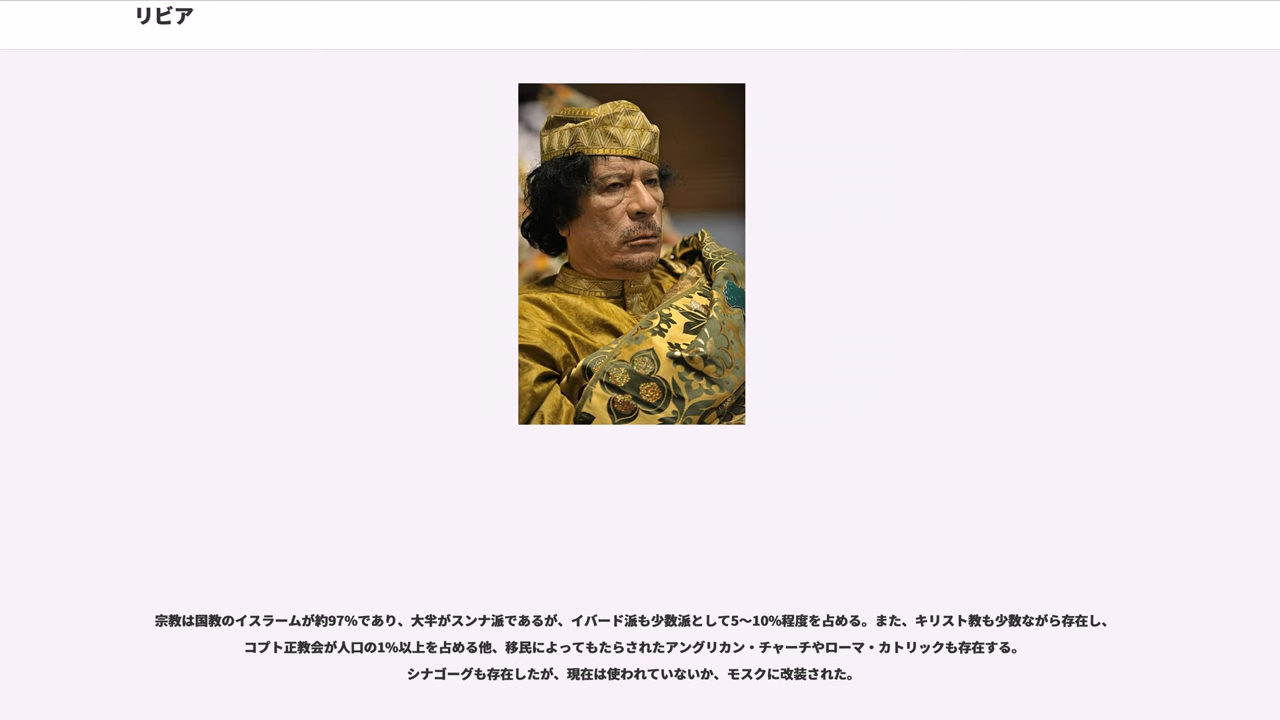 リビア
宗教は国教のイスラームが約97%であり、大半がスンナ派であるが、イバード派も少数派として5〜10%程度を占める。また、キリスト教も少数ながら存在し、
コプト正教会が人口の1%以上を占める他、移民によってもたらされたアングリカン・チャーチやローマ・カトリックも存在する。
シナゴーグも存在したが、現在は使われていないか、モスクに改装された。